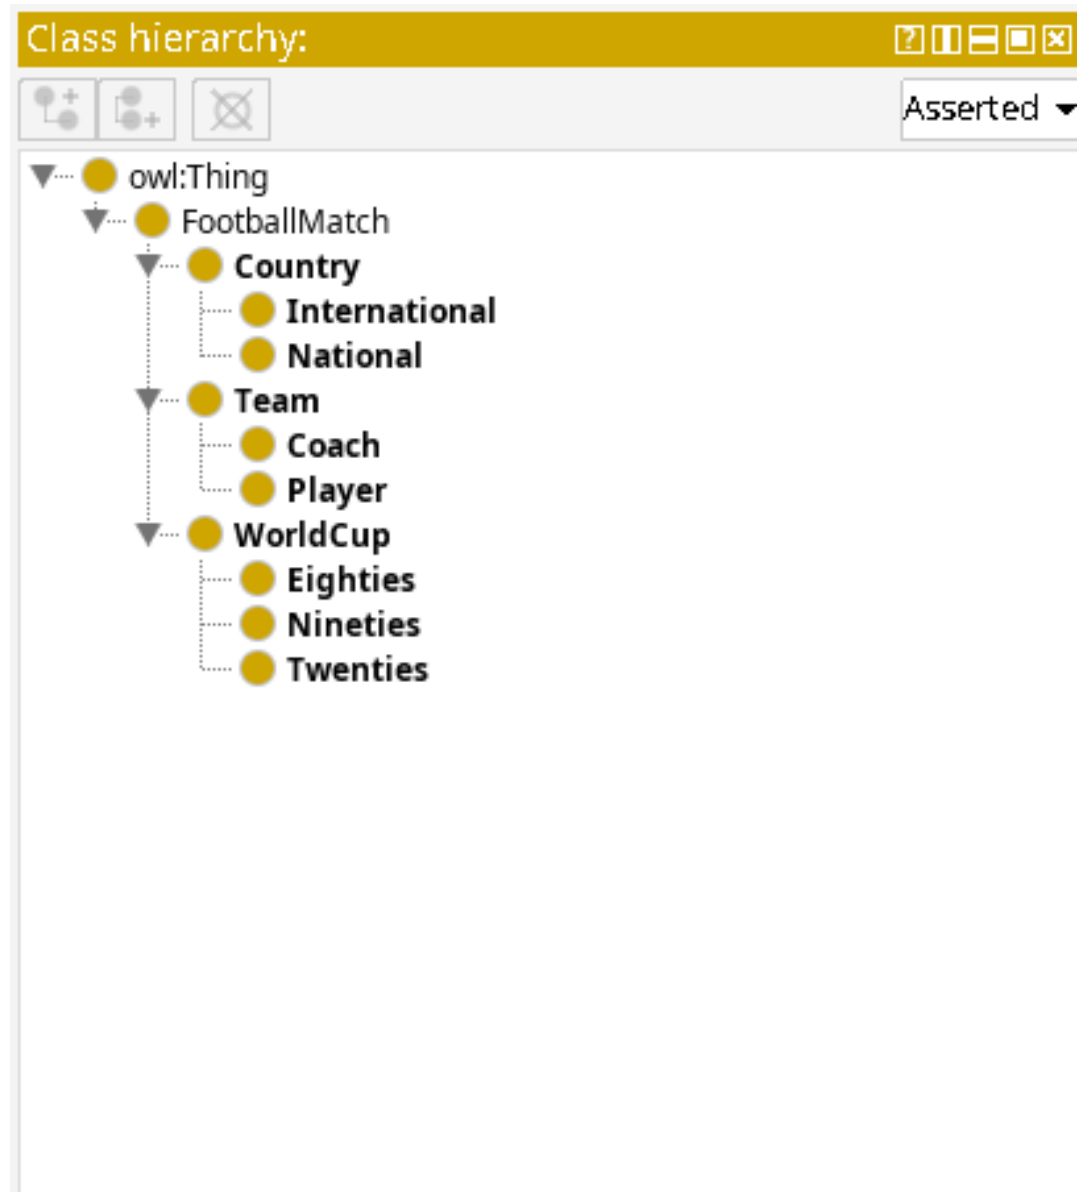 Class hierarchy:
Asserted
owl:Thing
FootballMatch
Country
International
National
Team
Coach
Player
WorldCup
Eighties
Nineties
Twenties